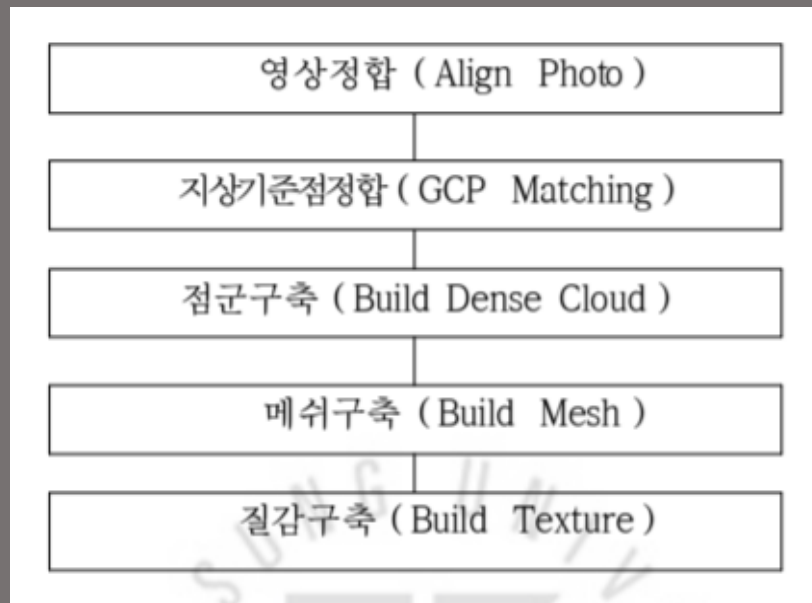 영상정합 ( Align Photo )
지상기준점정합 ( GCP Matching )
점군구축 ( Build Dense Cloud )
메쉬구축 ( Build Mesh )
질감구축 ( Build Texture )